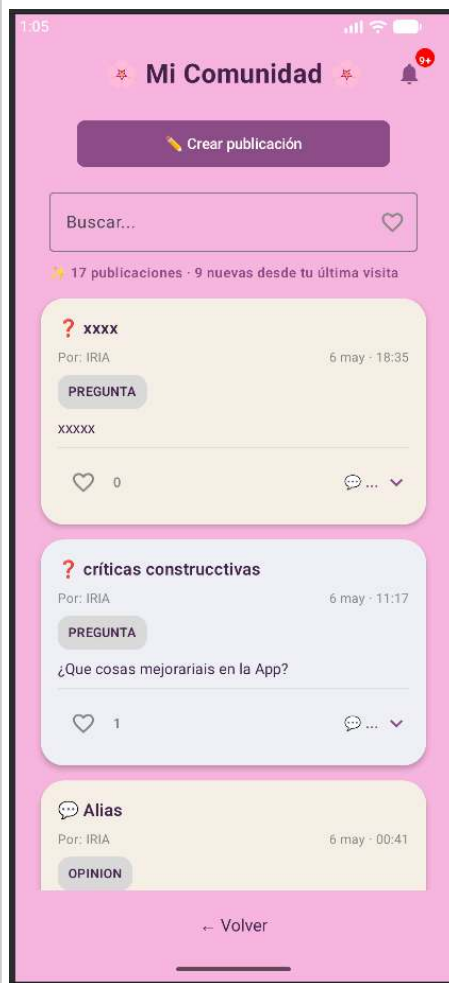 1:05
🌸 Mi Comunidad 🌸
9+
✏️ Crear publicación
Buscar...
✨ 17 publicaciones · 9 nuevas desde tu última visita
❓ xxxx
Por: IRIA 6 may · 18:35
PREGUNTA
xxxxx
0 💬 ...
❓ críticas construcctivas
Por: IRIA 6 may · 11:17
PREGUNTA
¿Que cosas mejorariais en la App?
1 💬 ...
💬 Alias
Por: IRIA 6 may · 00:41
OPINION
← Volver